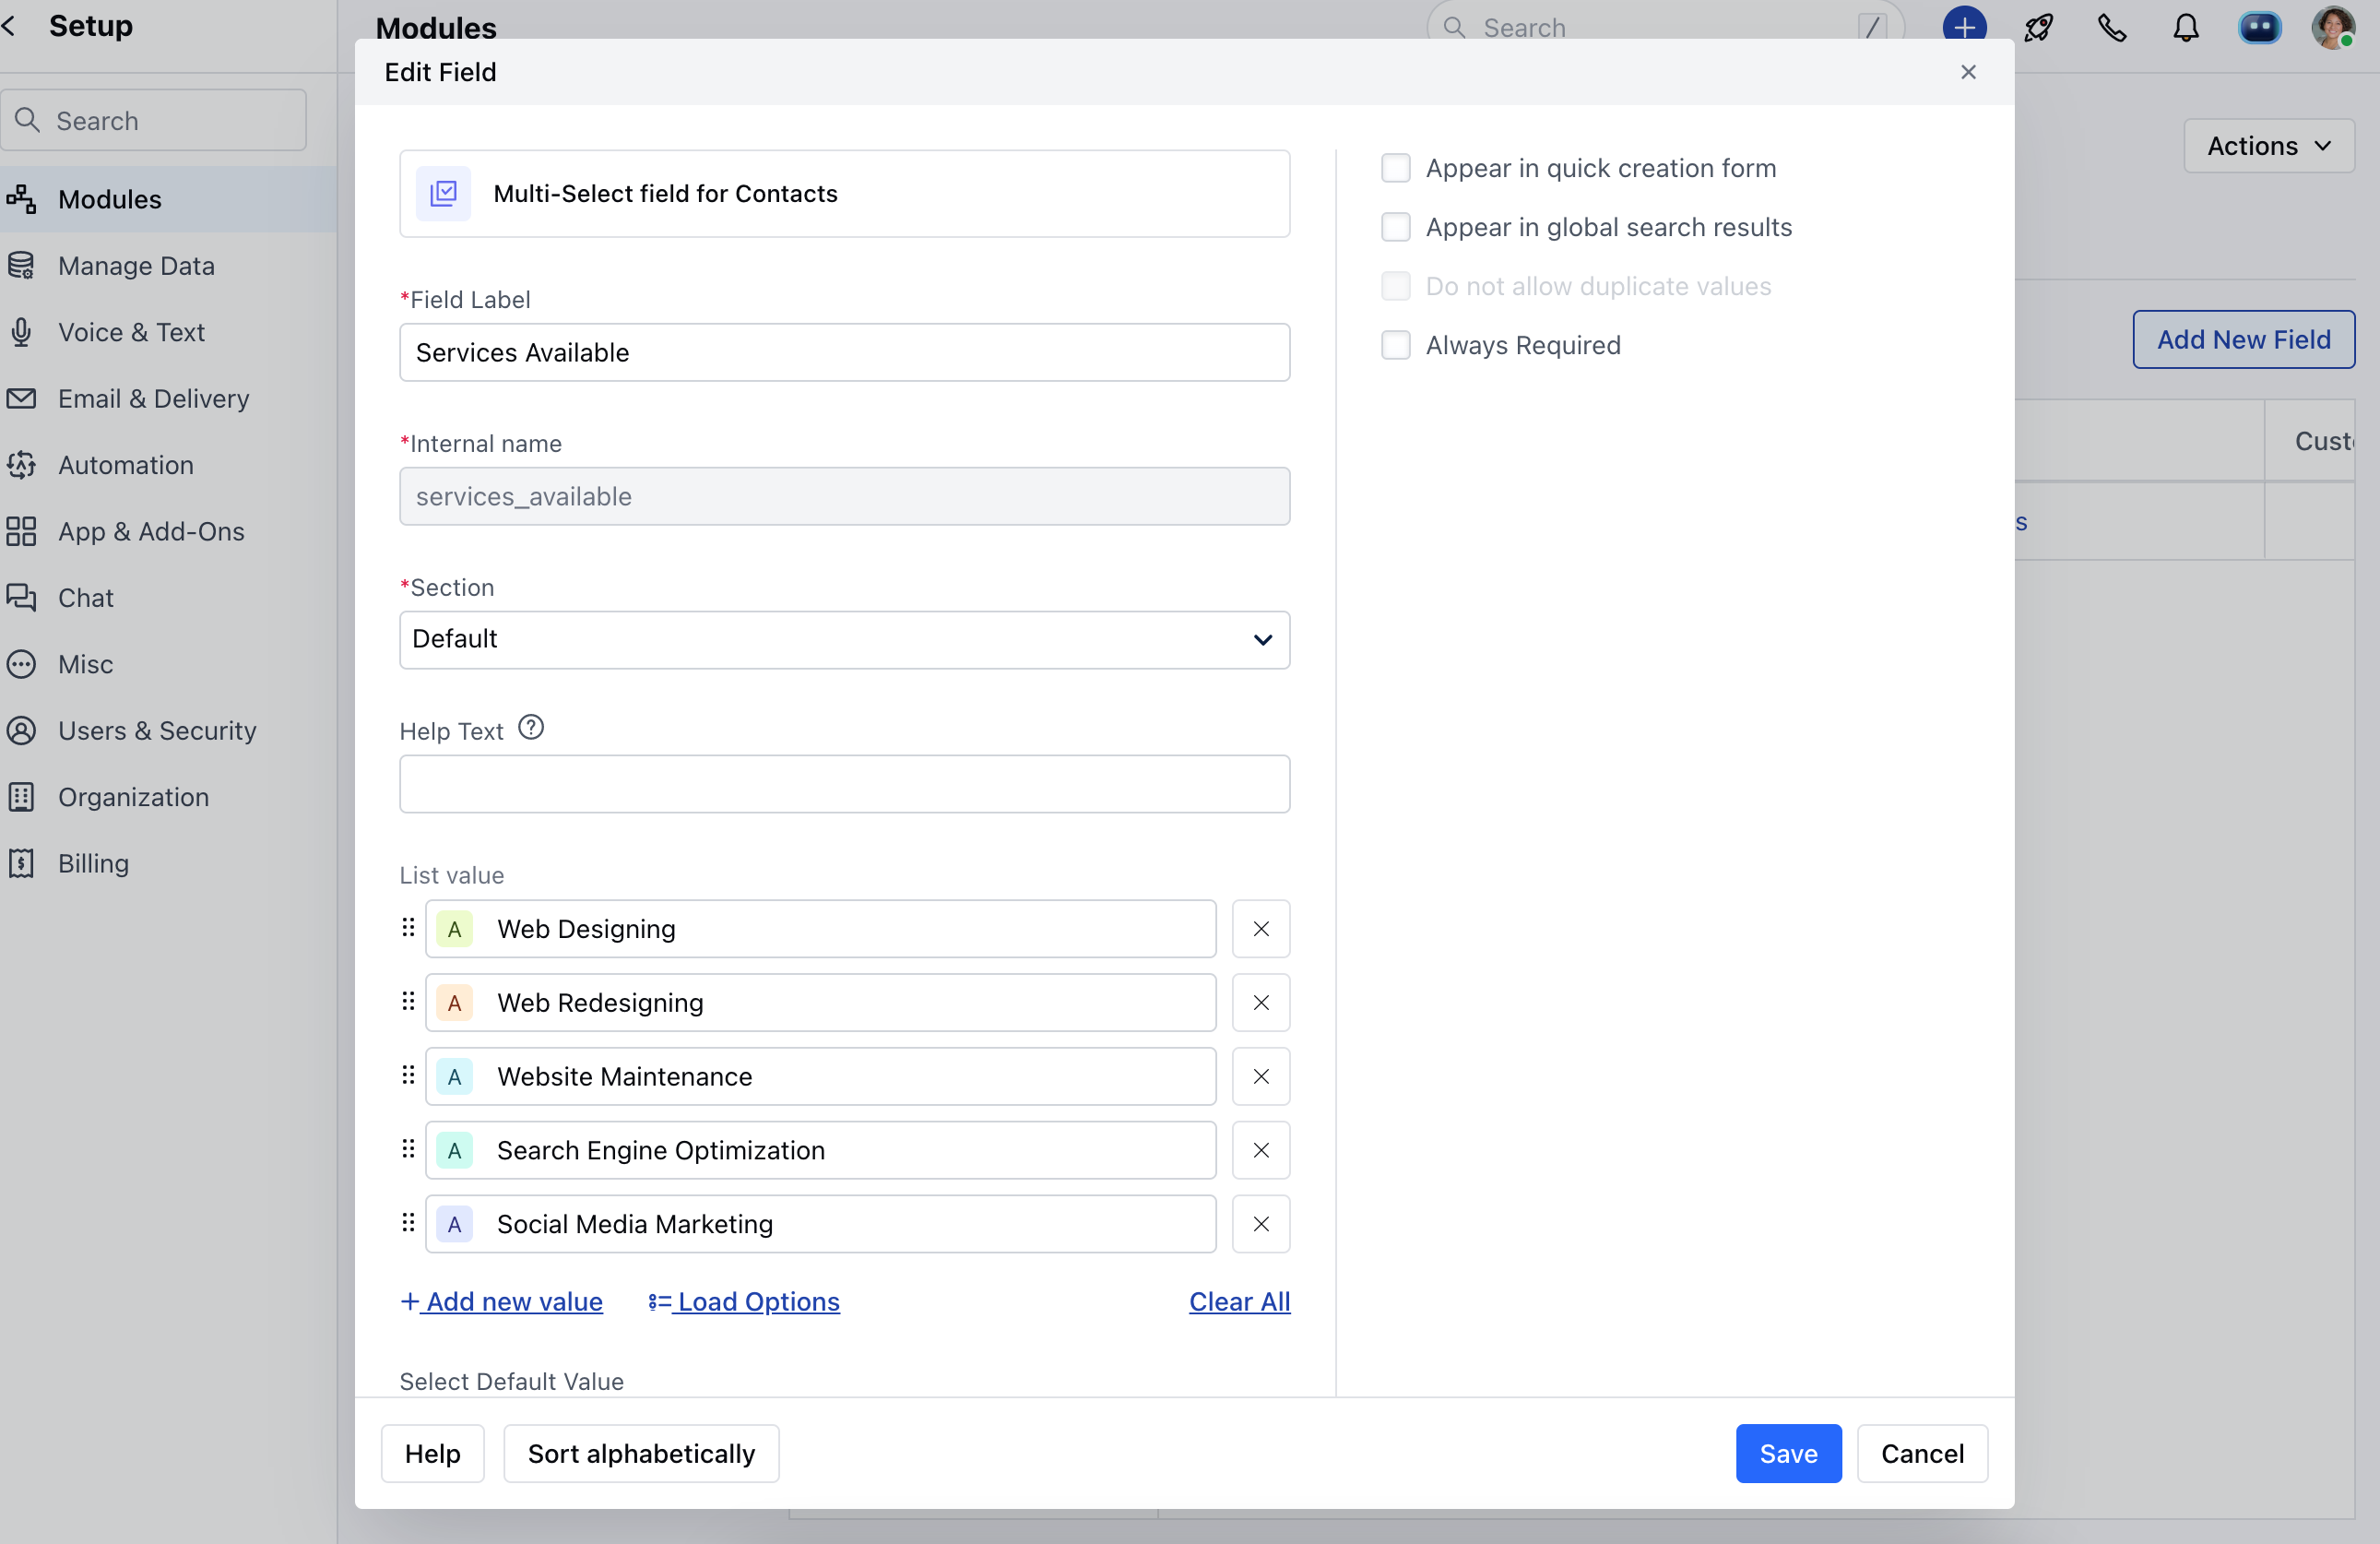 Setup
Modules
Search
/
Search
Modules
Manage Data
Voice & Text
Email & Delivery
Automation
App & Add-Ons
Chat
Misc
Users & Security
Organization
Billing
Edit Field
Multi-Select field for Contacts
*Field Label
Services Available
*Internal name
services_available
*Section
Default
Help Text
List value
A Web Designing
A Web Redesigning
A Website Maintenance
A Search Engine Optimization
A Social Media Marketing
+ Add new value
Load Options
Clear All
Select Default Value
Help
Sort alphabetically
Save
Cancel
Appear in quick creation form
Appear in global search results
Do not allow duplicate values
Always Required
Actions
Add New Field